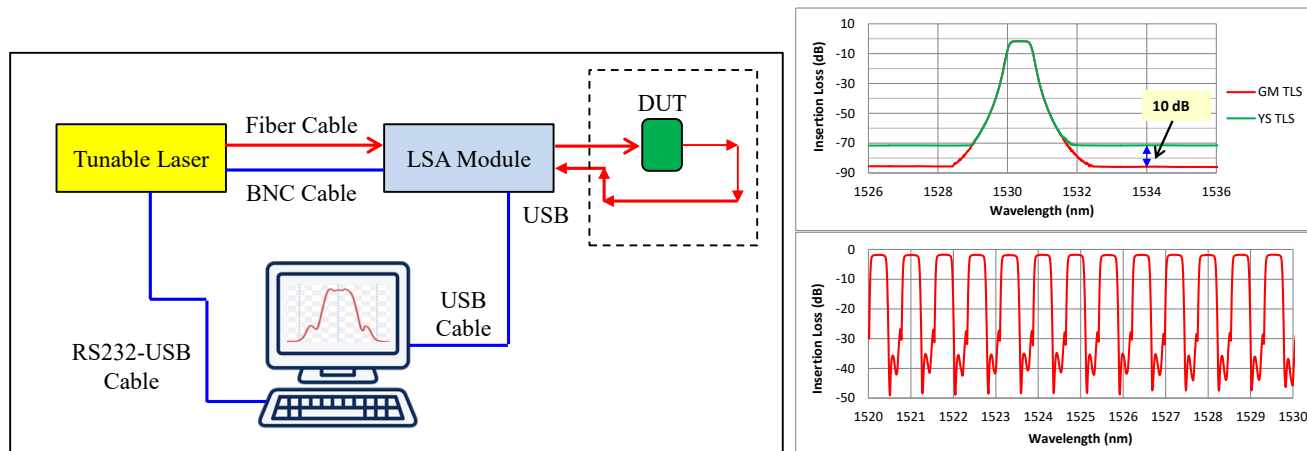 Tunable Laser
Fiber Cable
BNC Cable
LSA Module
DUT
USB
USB
Cable
RS232-USB
Cable
Insertion Loss (dB)
10
-10
-30
-50
-70
-90
1526
1528
1530
1532
1534
1536
Wavelength (nm)
10 dB
GM TLS
YS TLS
Insertion Loss (dB)
0
-10
-20
-30
-40
-50
1520
1521
1522
1523
1524
1525
1526
1527
1528
1529
1530
Wavelength (nm)